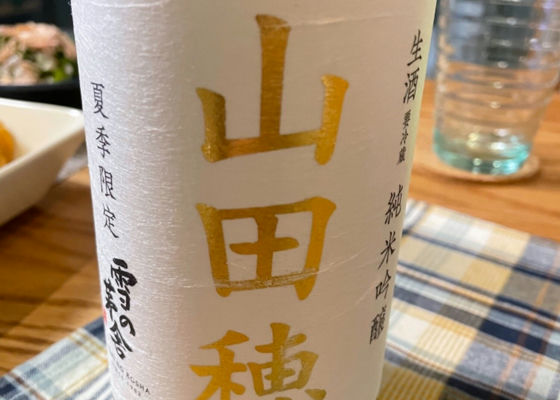 生酒 要冷蔵 純米吟醸
山田穂
夏季限定
雪の茅舎